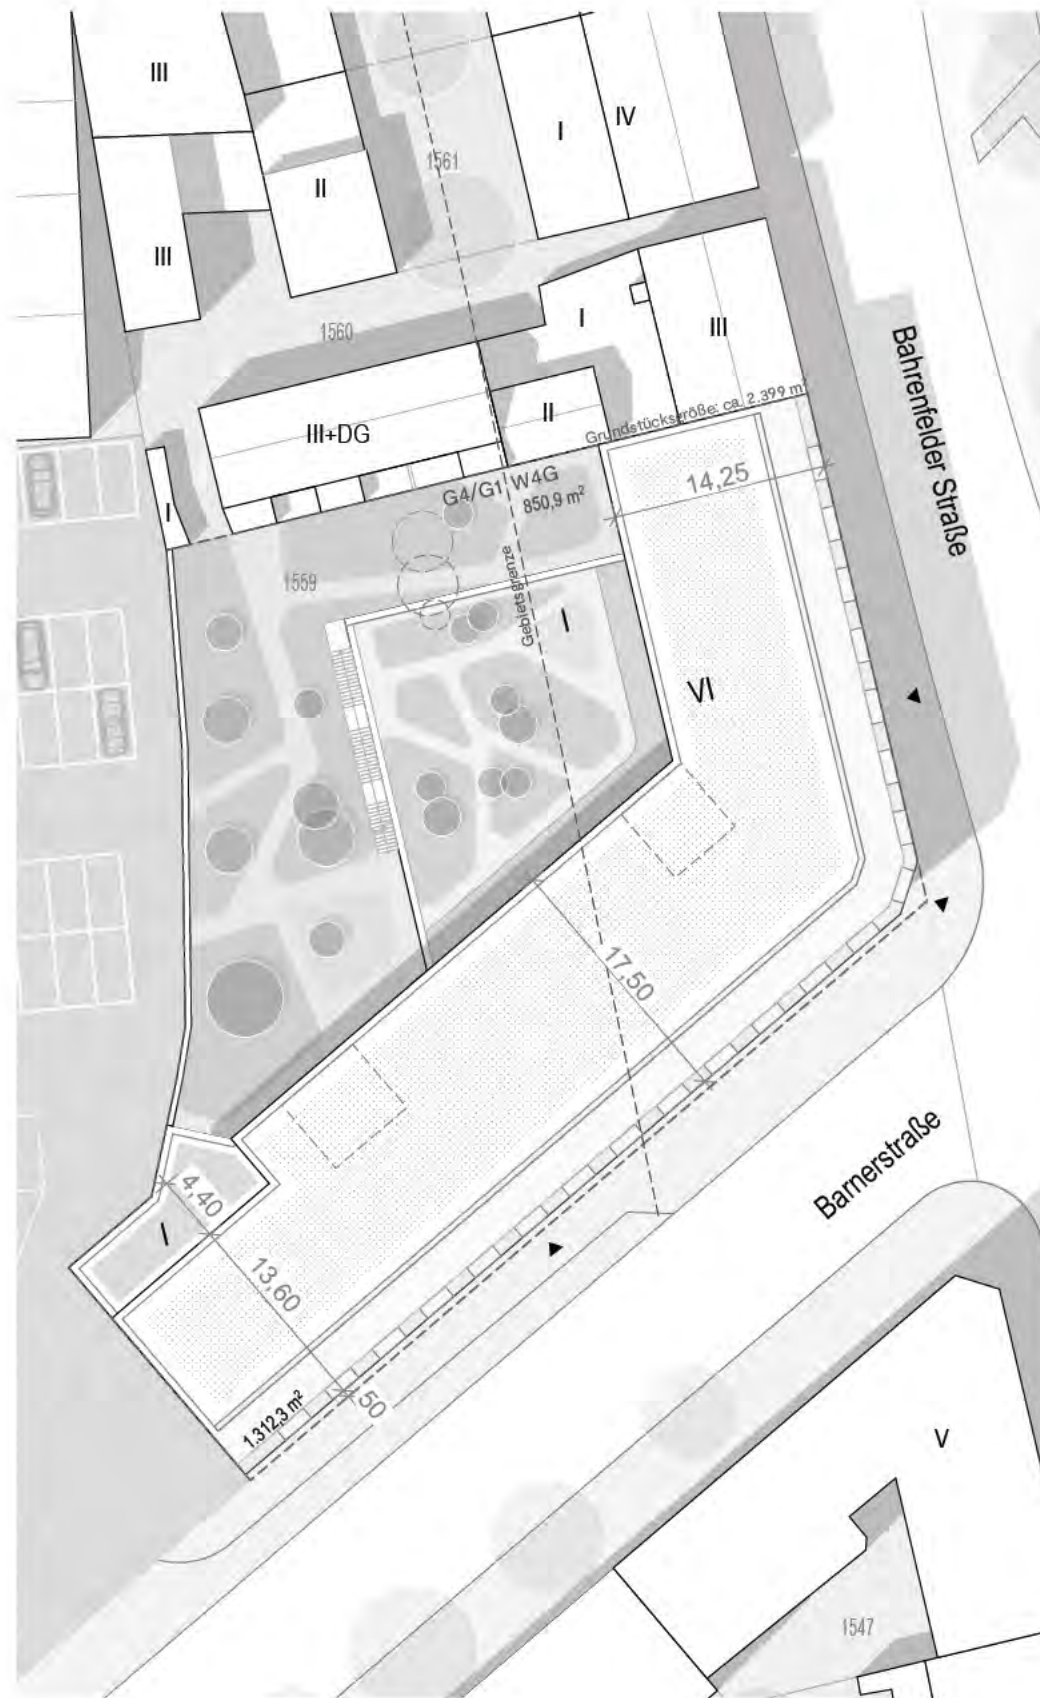 III
IV
I
1561
II
III
I
III
1560
Bahrenfelder Straße
II
III+DG
Grundstücksgröße: ca. 2.399 m
14,25
G4/G1 W4G
850,9 m²
I
1559
Gebietsgrenze
I
VI
17,50
Barnerstraße
4,40
I
13,60
50
1.312,3 m²
V
1547